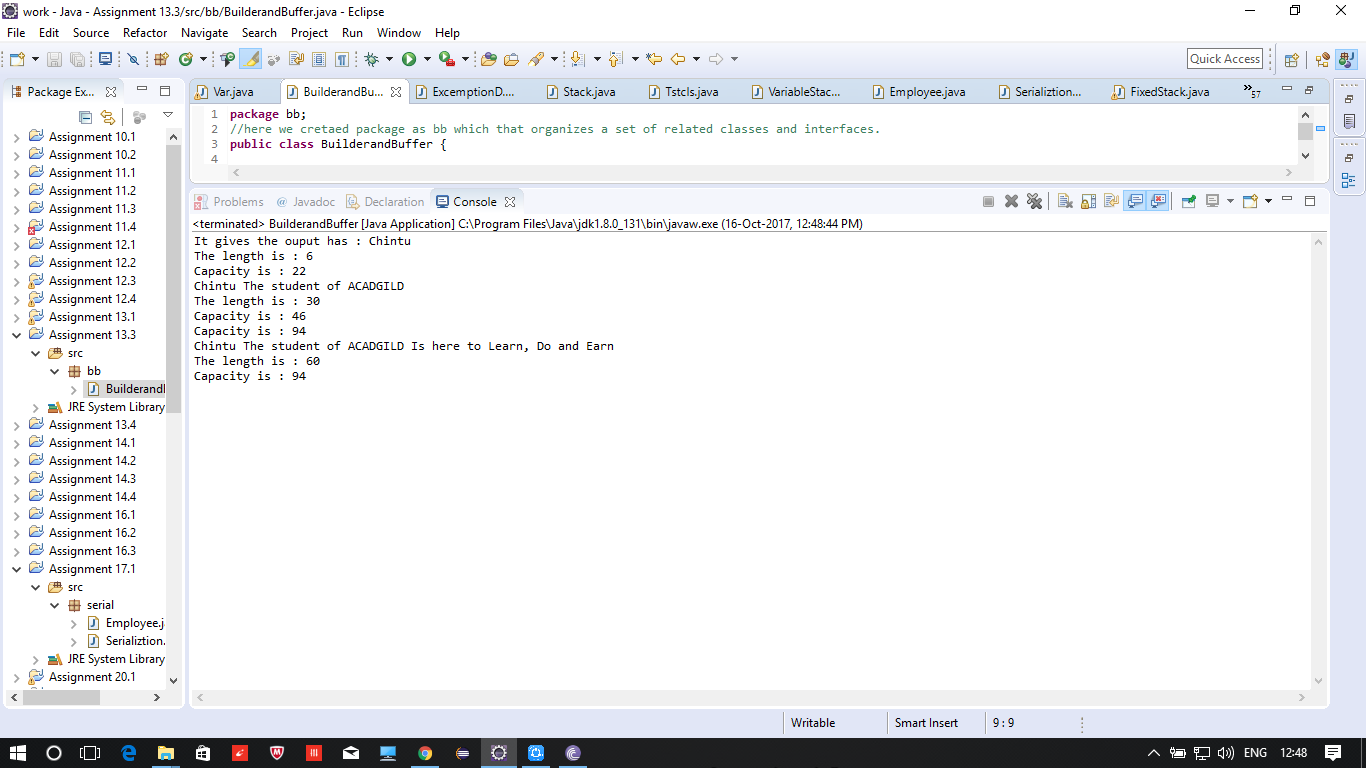 work - Java - Assignment 13.3/src/bb/BuilderandBuffer.java - Eclipse
File Edit Source Refactor Navigate Search Project Run Window Help
Quick Access
Package Ex...
Var.java BuilderandBu... ExcemptionD.... Stack.java Tstcls.java VariableStac... Employee.java Serializtion... FixedStack.java »57
1 package bb;
2 //here we cretaed package as bb which that organizes a set of related classes and interfaces.
3 public class BuilderandBuffer {
4
Assignment 10.1
Assignment 10.2
Assignment 11.1
Assignment 11.2
Assignment 11.3
Assignment 11.4
Assignment 12.1
Assignment 12.2
Assignment 12.3
Assignment 12.4
Assignment 13.1
Assignment 13.3
src
bb
Builderand
JRE System Library
Assignment 13.4
Assignment 14.1
Assignment 14.2
Assignment 14.3
Assignment 14.4
Assignment 16.1
Assignment 16.2
Assignment 16.3
Assignment 17.1
src
serial
Employee.j
Serializtion.
JRE System Library
Assignment 20.1
Problems @ Javadoc Declaration Console
<terminated> BuilderandBuffer [Java Application] C:\Program Files\Java\jdk1.8.0_131\bin\javaw.exe (16-Oct-2017, 12:48:44 PM)
It gives the ouput has : Chintu
The length is : 6
Capacity is : 22
Chintu The student of ACADGILD
The length is : 30
Capacity is : 46
Capacity is : 94
Chintu The student of ACADGILD Is here to Learn, Do and Earn
The length is : 60
Capacity is : 94
Writable Smart Insert 9 : 9
ENG 12:48